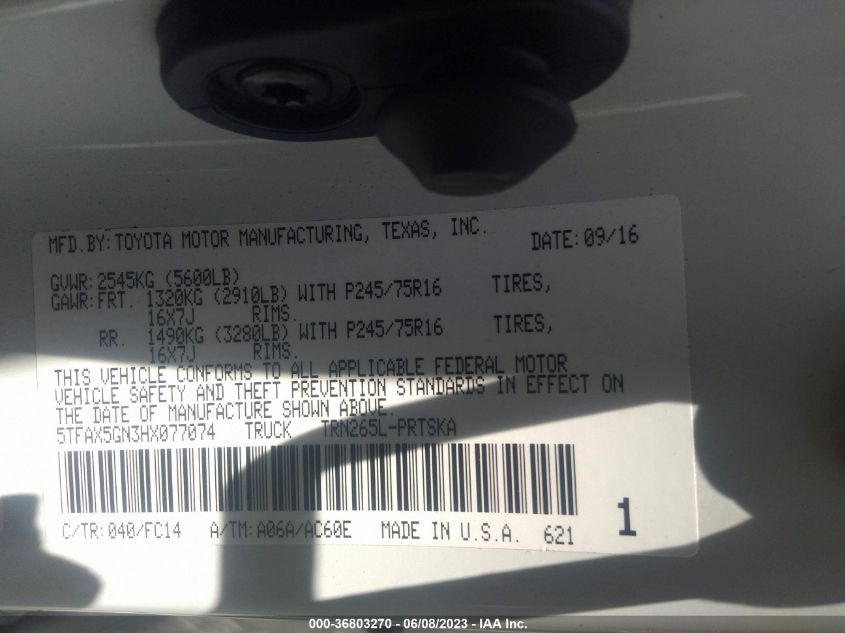 MFD.BY:TOYOTA MOTOR MANUFACTURING, TEXAS, INC. DATE:09/16
GVWR:2545KG (5600LB)
GAWR:FRT. 1320KG (2910LB) WITH P245/75R16 TIRES,
16X7J RIMS.
RR. 1490KG (3280LB) WITH P245/75R16 TIRES,
16X7J RIMS.
THIS VEHICLE CONFORMS TO ALL APPLICABLE FEDERAL MOTOR
VEHICLE SAFETY AND THEFT PREVENTION STANDARDS IN EFFECT ON
THE DATE OF MANUFACTURE SHOWN ABOVE.
5TFAX5GN3HX077074 TRUCK TRN265L-PRTSKA
C/TR:040/FC14 A/TM:A06A/AC60E MADE IN U.S.A. 621 1
000-36803270 - 06/08/2023 - IAA Inc.